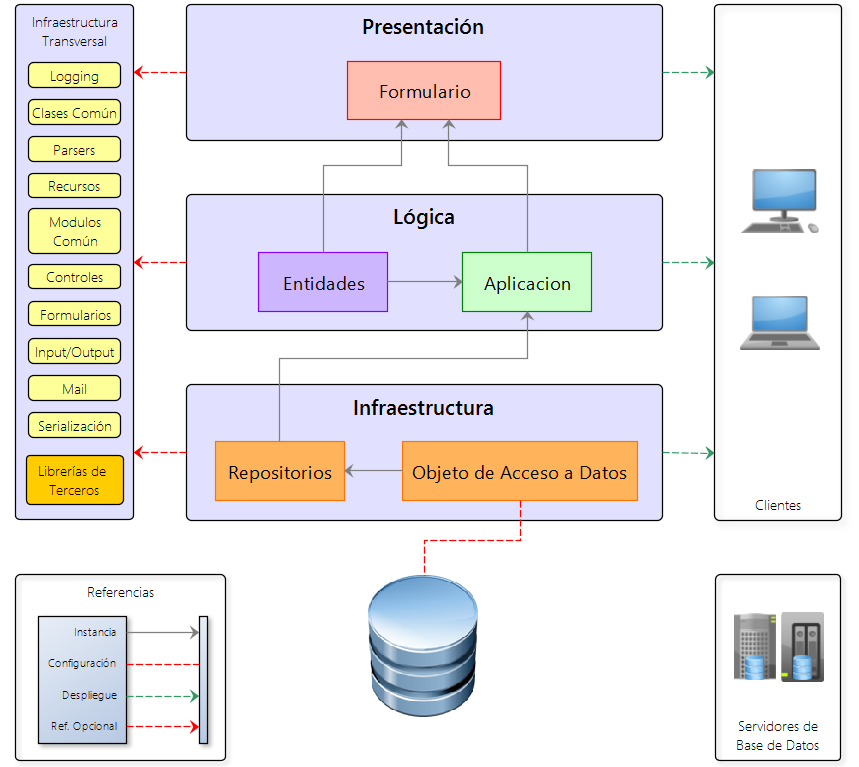 Infraestructura
Transversal
Logging
Clases Común
Parsers
Recursos
Modulos
Común
Controles
Formularios
Input/Output
Mail
Serialización
Librerías de
Terceros
Presentación
Formulario
Lógica
Entidades
Aplicacion
Infraestructura
Repositorios
Objeto de Acceso a Datos
Clientes
Referencias
Instancia
Configuración
Despliegue
Ref. Opcional
Servidores de
Base de Datos